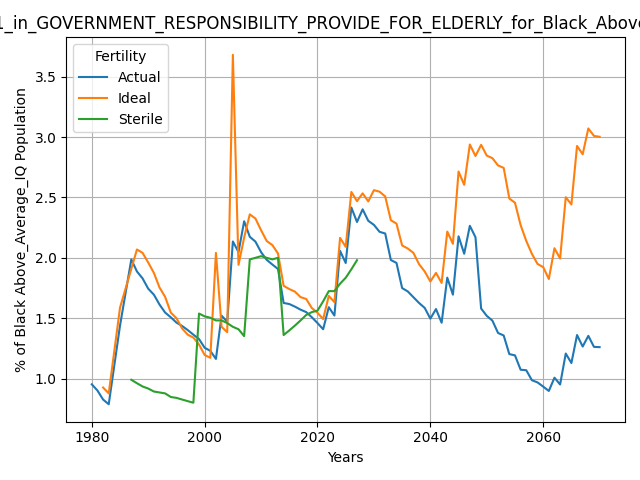 1_in_GOVERNMENT_RESPONSIBILITY_PROVIDE_FOR_ELDERLY_for_Black_Above
Fertility
Actual
Ideal
Sterile
% of Black Above_Average_IQ Population
3.5
3.0
2.5
2.0
1.5
1.0
1980
2000
2020
2040
2060
Years